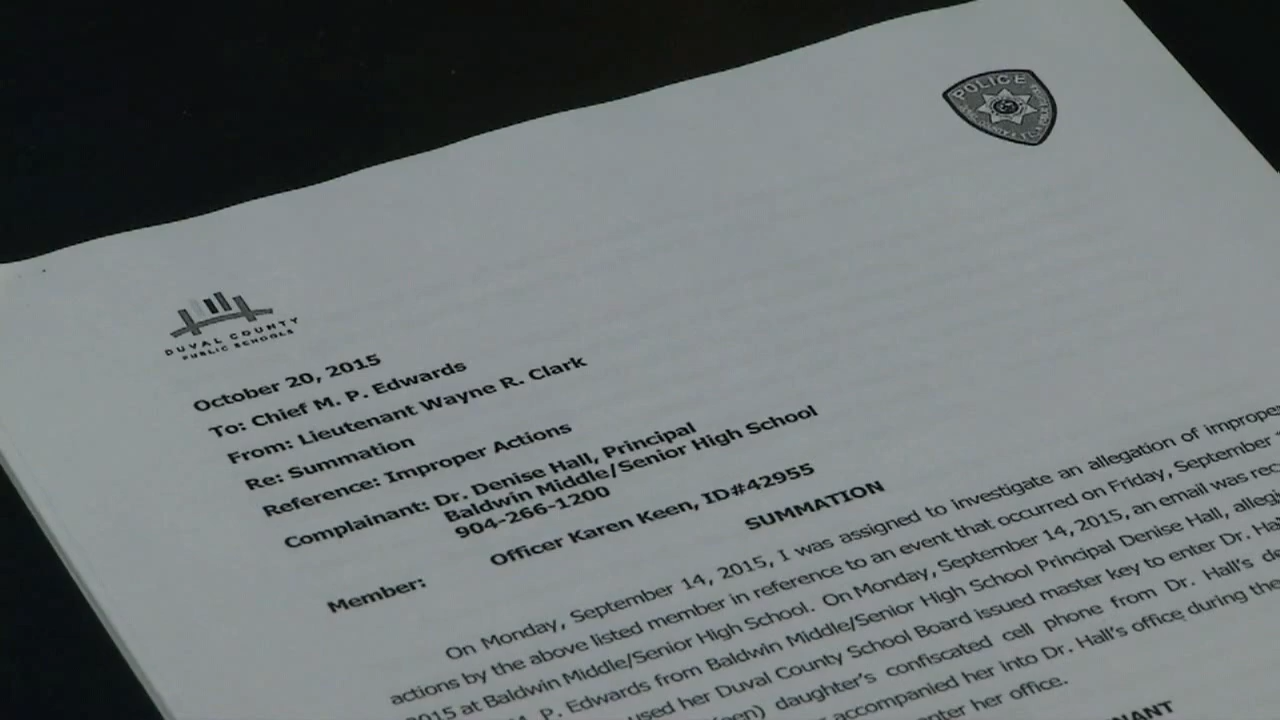 POLICE
DUVAL COUNTY
PUBLIC SCHOOLS
October 20, 2015
To: Chief M. P. Edwards
From: Lieutenant Wayne R. Clark
Re: Summation
Reference: Improper Actions
Complainant: Dr. Denise Hall, Principal
Baldwin Middle/Senior High School
904-266-1200
Member: Officer Karen Keen, ID#42955
SUMMATION
On Monday, September 14, 2015, I was assigned to investigate an allegation of improper
actions by the above listed member in reference to an event that occurred on Friday, September
2015 at Baldwin Middle/Senior High School. On Monday, September 14, 2015, an email was
M. P. Edwards from Baldwin Middle/Senior High School Principal Denise Hall,
used her Duval County School Board issued master key to enter Dr.
daughter's confiscated cell phone from Dr. Hall's
accompanied her into Dr. Hall's office during the
enter her office.